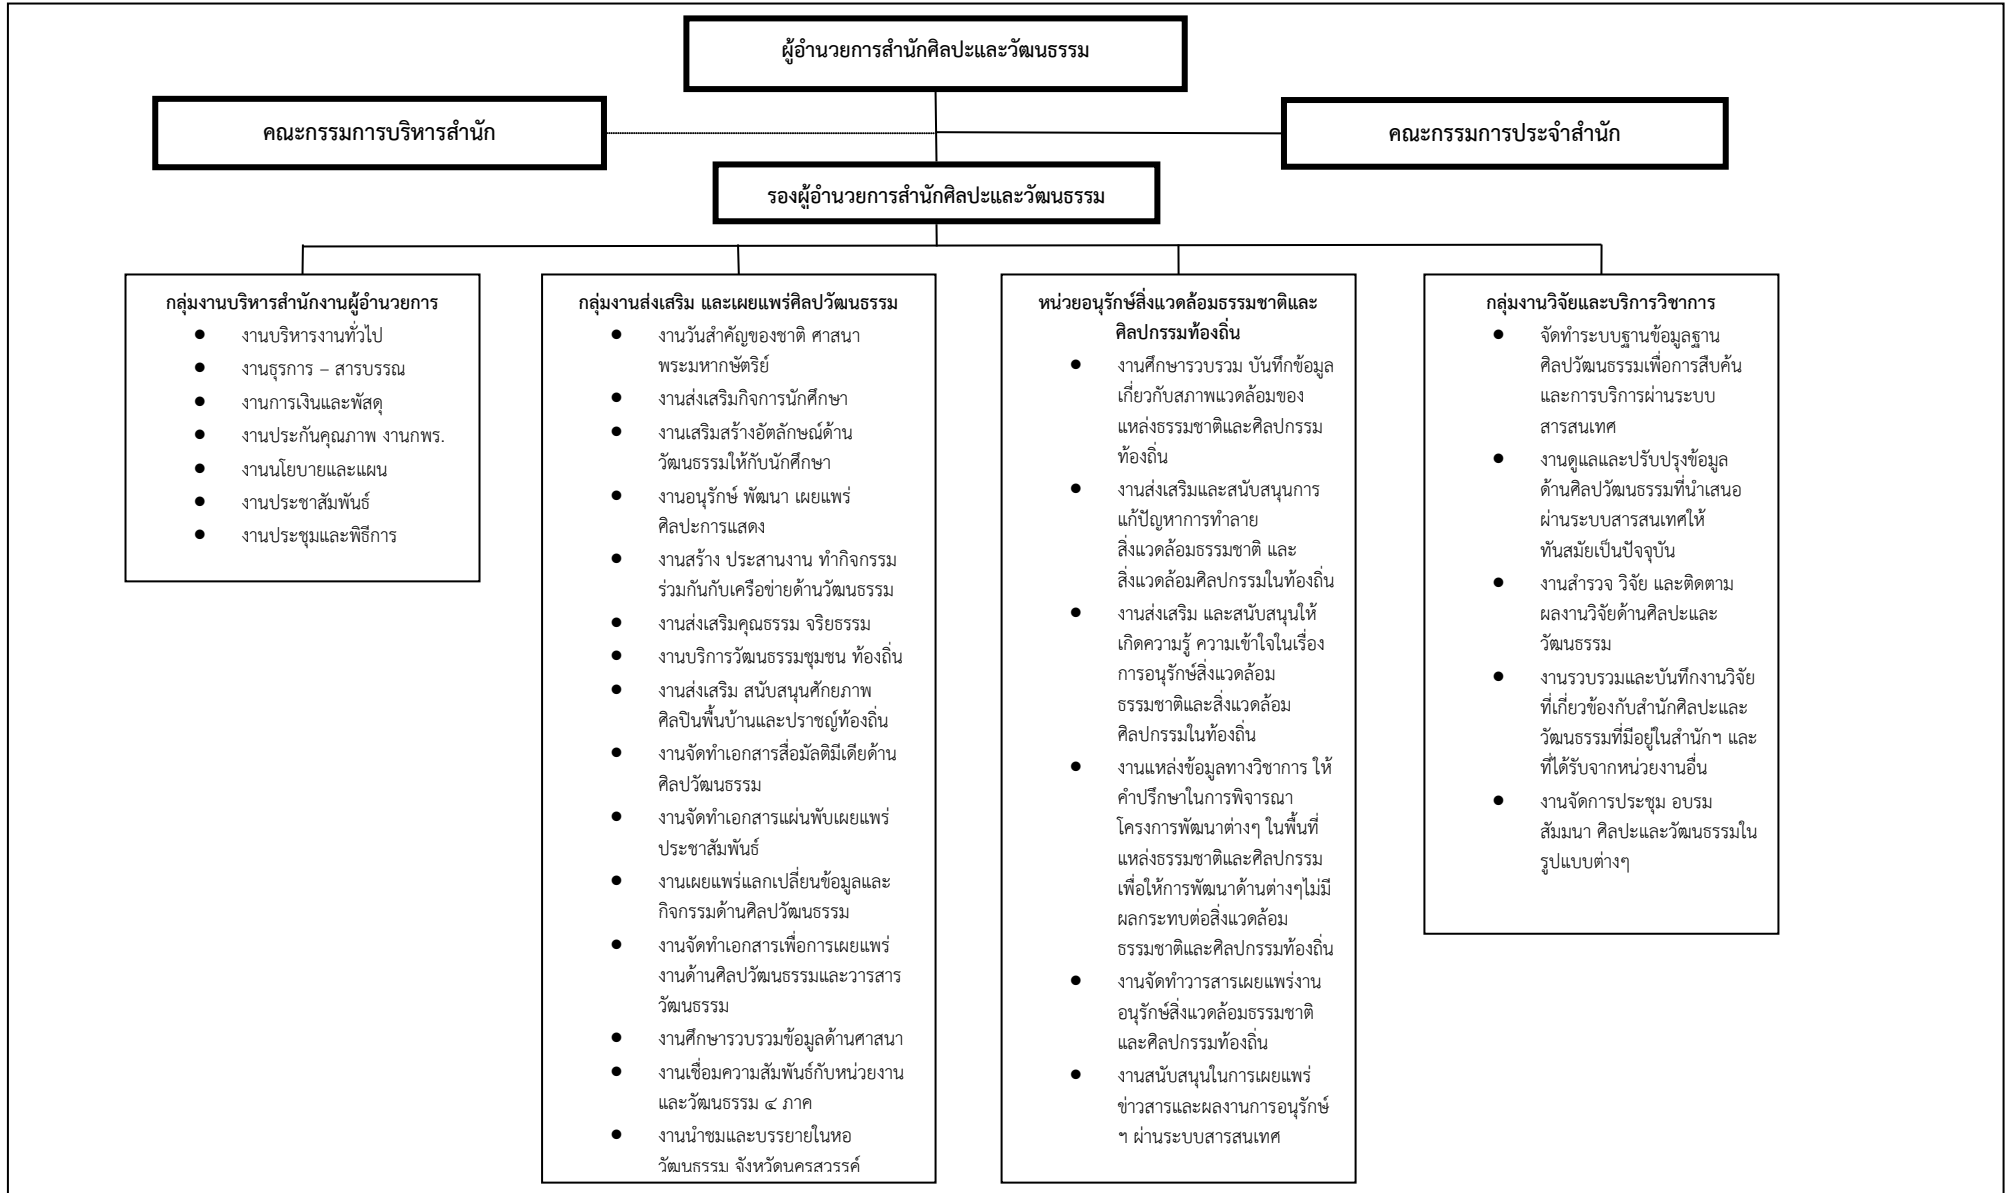 ผู้อำนวยการสำนักศิลปะและวัฒนธรรม
คณะกรรมการบริหารสำนัก
คณะกรรมการประจำสำนัก
รองผู้อำนวยการสำนักศิลปะและวัฒนธรรม
กลุ่มงานบริหารสำนักงานผู้อำนวยการ
● งานบริหารงานทั่วไป
● งานธุรการ – สารบรรณ
● งานการเงินและพัสดุ
● งานประกันคุณภาพ งานกพร.
● งานนโยบายและแผน
● งานประชาสัมพันธ์
● งานประชุมและพิธีการ
กลุ่มงานส่งเสริม และเผยแพร่ศิลปวัฒนธรรม
● งานวันสำคัญของชาติ ศาสนา
พระมหากษัตริย์
● งานส่งเสริมกิจการนักศึกษา
● งานเสริมสร้างอัตลักษณ์ด้าน
วัฒนธรรมให้กับนักศึกษา
● งานอนุรักษ์ พัฒนา เผยแพร่
ศิลปะการแสดง
● งานสร้าง ประสานงาน ทำกิจกรรม
ร่วมกันกับเครือข่ายด้านวัฒนธรรม
● งานส่งเสริมคุณธรรม จริยธรรม
● งานบริการวัฒนธรรมชุมชน ท้องถิ่น
● งานส่งเสริม สนับสนุนศักยภาพ
ศิลปินพื้นบ้านและปราชญ์ท้องถิ่น
● งานจัดทำเอกสารสื่อมัลติมีเดียด้าน
ศิลปวัฒนธรรม
● งานจัดทำเอกสารแผ่นพับเผยแพร่
ประชาสัมพันธ์
● งานเผยแพร่แลกเปลี่ยนข้อมูลและ
กิจกรรมด้านศิลปวัฒนธรรม
● งานจัดทำเอกสารเพื่อการเผยแพร่
งานด้านศิลปวัฒนธรรมและวารสาร
วัฒนธรรม
● งานศึกษารวบรวมข้อมูลด้านศาสนา
● งานเชื่อมความสัมพันธ์กับหน่วยงาน
และวัฒนธรรม ๔ ภาค
● งานนำชมและบรรยายในหอ
วัฒนธรรม จังหวัดนครสวรรค์
หน่วยอนุรักษ์สิ่งแวดล้อมธรรมชาติและ
ศิลปกรรมท้องถิ่น
● งานศึกษารวบรวม บันทึกข้อมูล
เกี่ยวกับสภาพแวดล้อมของ
แหล่งธรรมชาติและศิลปกรรม
ท้องถิ่น
● งานส่งเสริมและสนับสนุนการ
แก้ปัญหาการทำลาย
สิ่งแวดล้อมธรรมชาติ และ
สิ่งแวดล้อมศิลปกรรมในท้องถิ่น
● งานส่งเสริม และสนับสนุนให้
เกิดความรู้ ความเข้าใจในเรื่อง
การอนุรักษ์สิ่งแวดล้อม
ธรรมชาติและสิ่งแวดล้อม
ศิลปกรรมในท้องถิ่น
● งานแหล่งข้อมูลทางวิชาการ ให้
คำปรึกษาในการพิจารณา
โครงการพัฒนาต่างๆ ในพื้นที่
แหล่งธรรมชาติและศิลปกรรม
เพื่อให้การพัฒนาด้านต่างๆไม่มี
ผลกระทบต่อสิ่งแวดล้อม
ธรรมชาติและศิลปกรรมท้องถิ่น
● งานจัดทำวารสารเผยแพร่งาน
อนุรักษ์สิ่งแวดล้อมธรรมชาติ
และศิลปกรรมท้องถิ่น
● งานสนับสนุนในการเผยแพร่
ข่าวสารและผลงานการอนุรักษ์
ฯ ผ่านระบบสารสนเทศ
กลุ่มงานวิจัยและบริการวิชาการ
● จัดทำระบบฐานข้อมูลฐาน
ศิลปวัฒนธรรมเพื่อการสืบค้น
และการบริการผ่านระบบ
สารสนเทศ
● งานดูแลและปรับปรุงข้อมูล
ด้านศิลปวัฒนธรรมที่นำเสนอ
ผ่านระบบสารสนเทศให้
ทันสมัยเป็นปัจจุบัน
● งานสำรวจ วิจัย และติดตาม
ผลงานวิจัยด้านศิลปะและ
วัฒนธรรม
● งานรวบรวมและบันทึกงานวิจัย
ที่เกี่ยวข้องกับสำนักศิลปะและ
วัฒนธรรมที่มีอยู่ในสำนักฯ และ
ที่ได้รับจากหน่วยงานอื่น
● งานจัดการประชุม อบรม
สัมมนา ศิลปะและวัฒนธรรมใน
รูปแบบต่างๆ